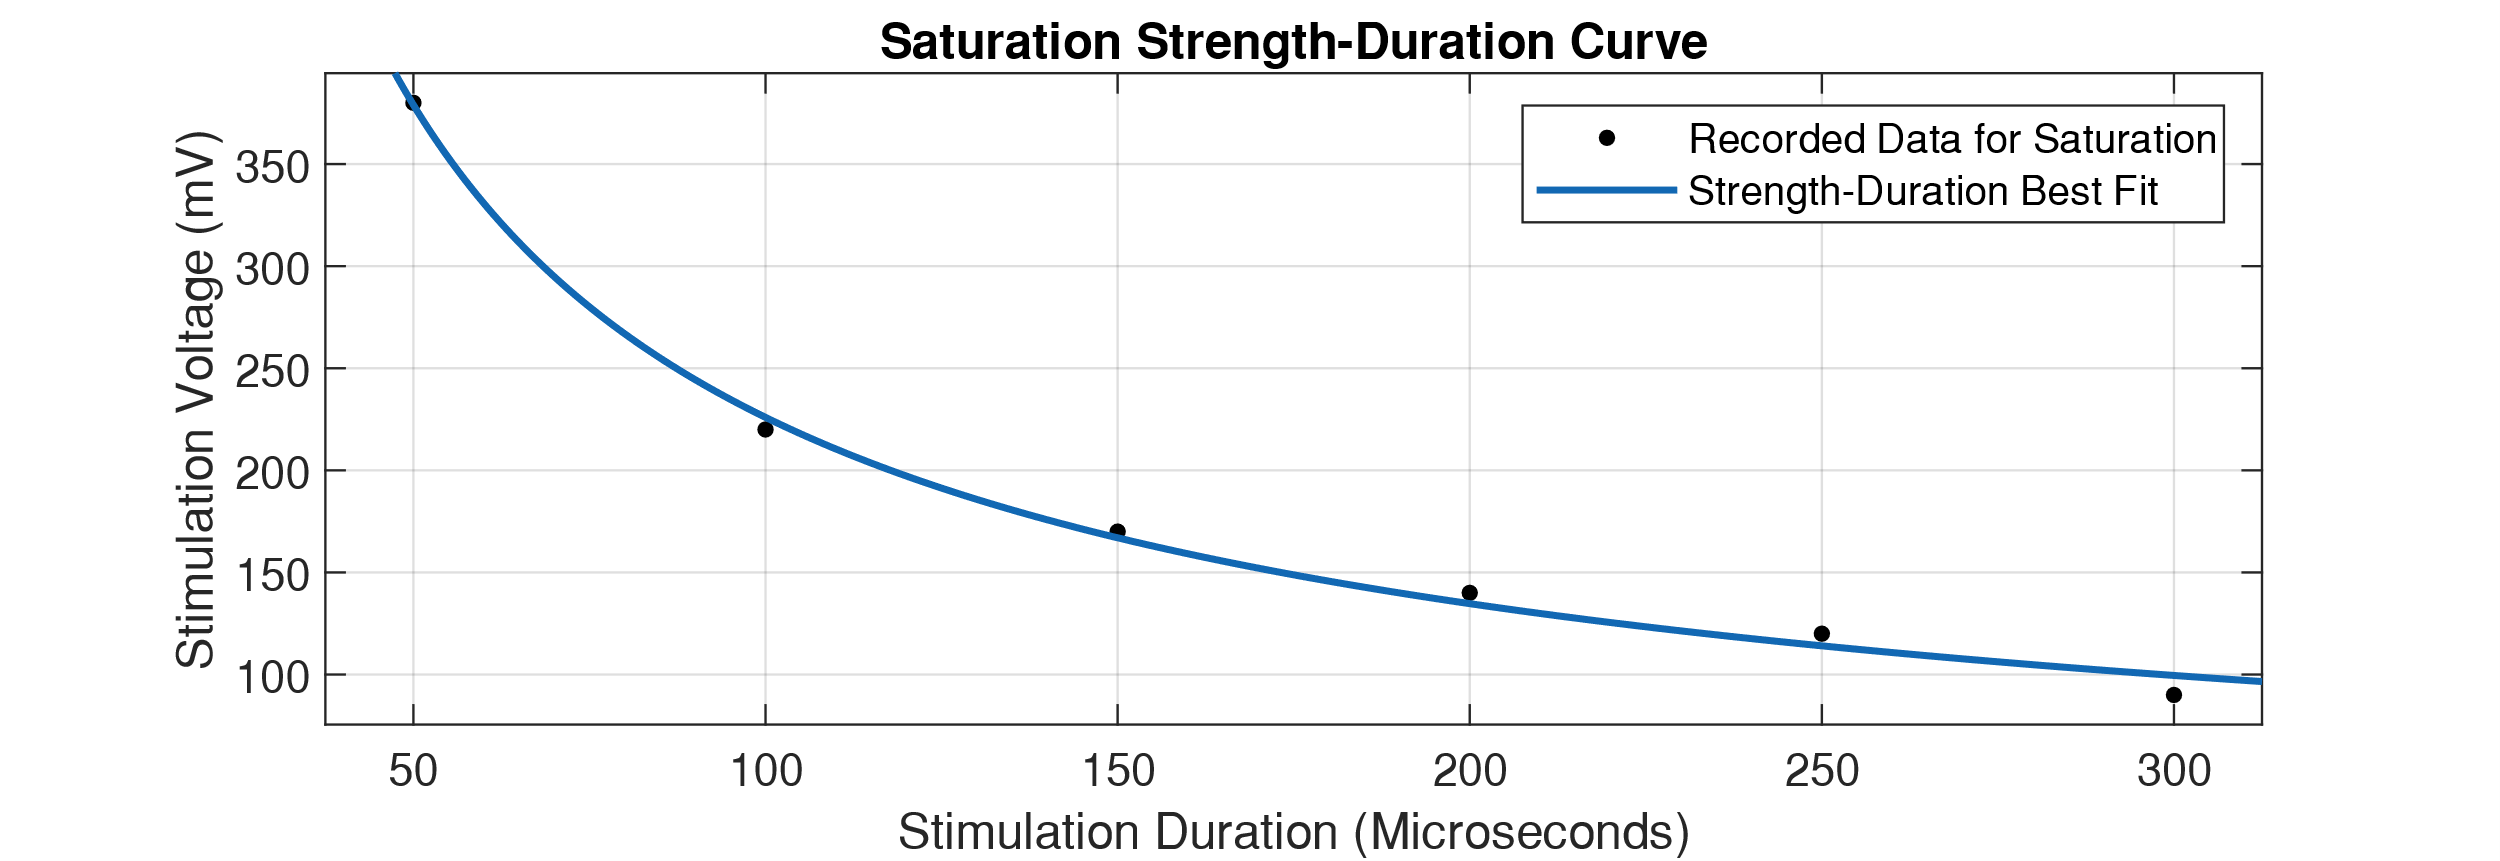 Saturation Strength-Duration Curve
Recorded Data for Saturation
Strength-Duration Best Fit
Stimulation Voltage (mV)
350
300
250
200
150
100
50 100 150 200 250 300
Stimulation Duration (Microseconds)